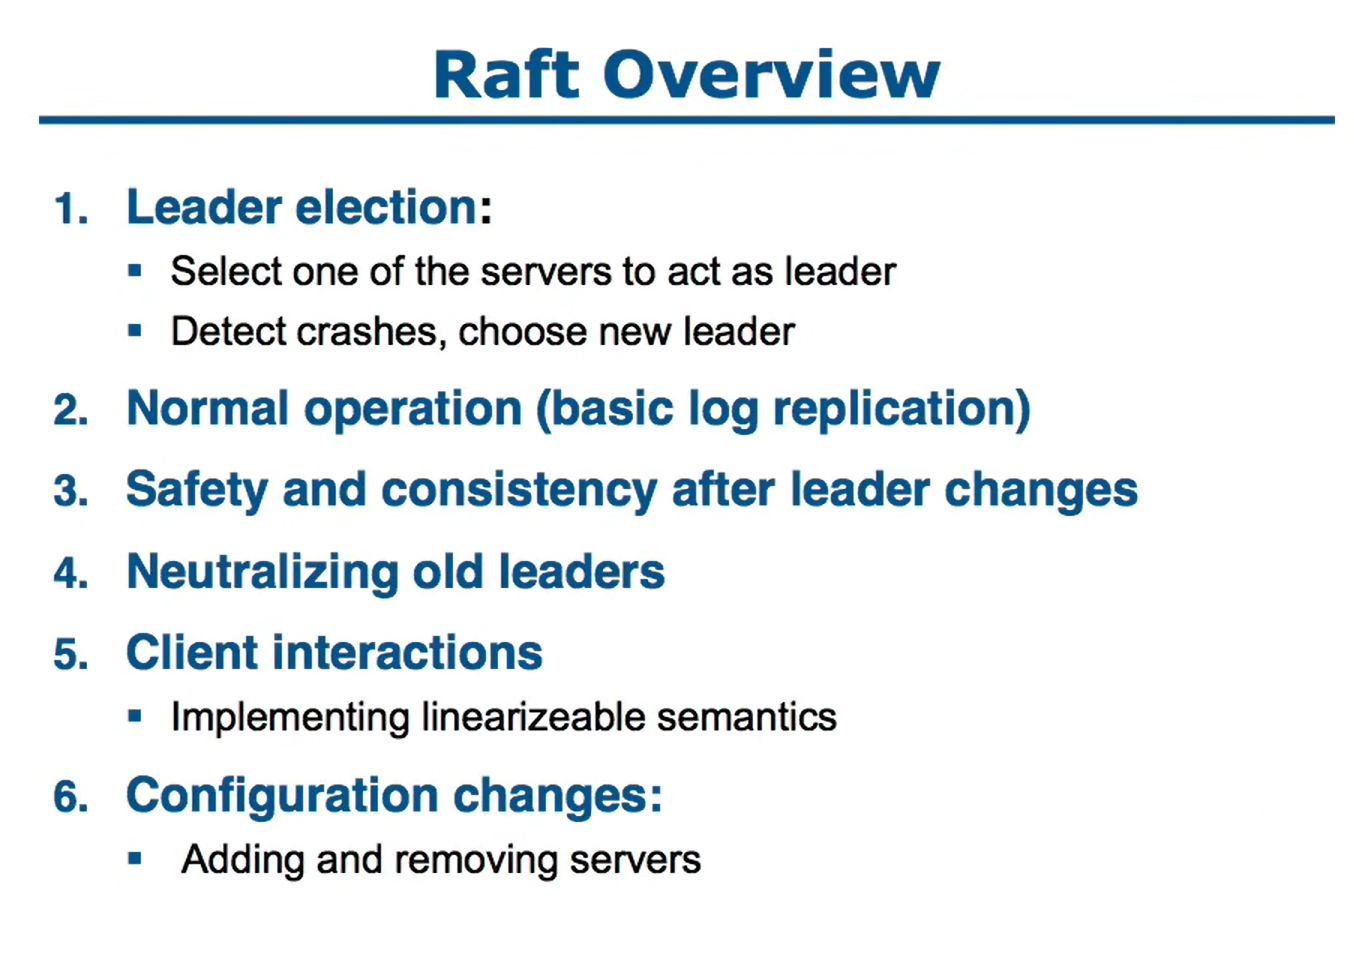 Raft Overview
1. Leader election:
▪ Select one of the servers to act as leader
▪ Detect crashes, choose new leader
2. Normal operation (basic log replication)
3. Safety and consistency after leader changes
4. Neutralizing old leaders
5. Client interactions
▪ Implementing linearizeable semantics
6. Configuration changes:
▪ Adding and removing servers